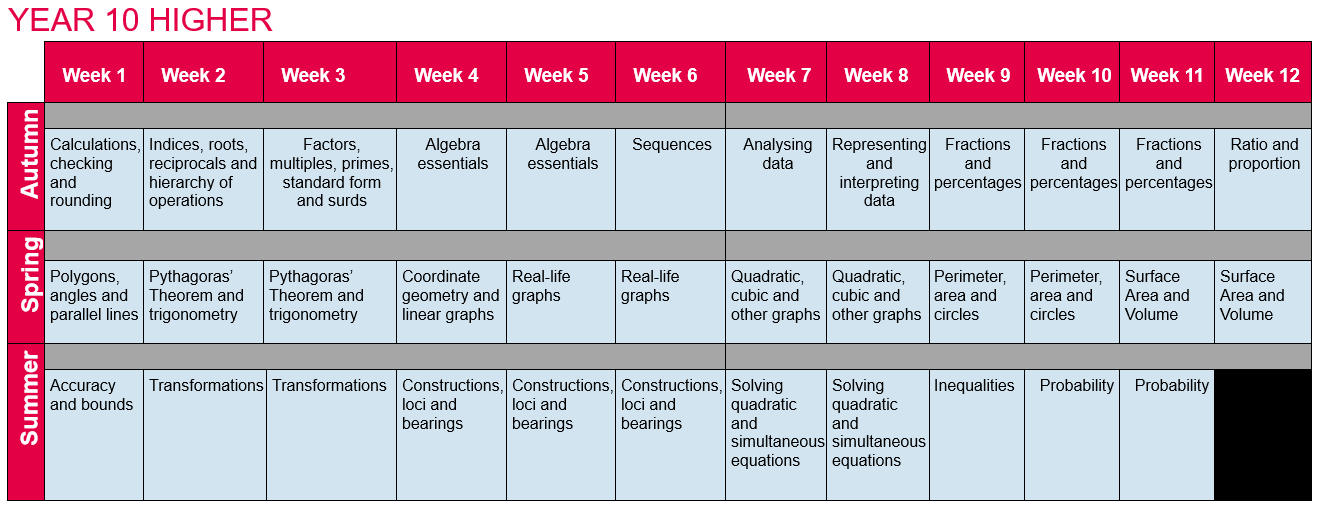 YEAR 10 HIGHER
Week 1 Week 2 Week 3 Week 4 Week 5 Week 6 Week 7 Week 8 Week 9 Week 10 Week 11 Week 12
Autumn
Calculations,
checking
and
rounding
Indices, roots,
reciprocals and
hierarchy of
operations
Factors,
multiples, primes,
standard form
and surds
Algebra
essentials
Algebra
essentials
Sequences
Analysing
data
Representing
and
interpreting
data
Fractions
and
percentages
Fractions
and
percentages
Fractions
and
percentages
Ratio and
proportion
Spring
Polygons,
angles and
parallel lines
Pythagoras’
Theorem and
trigonometry
Pythagoras’
Theorem and
trigonometry
Coordinate
geometry and
linear graphs
Real-life
graphs
Real-life
graphs
Quadratic,
cubic and
other graphs
Quadratic,
cubic and
other graphs
Perimeter,
area and
circles
Perimeter,
area and
circles
Surface
Area and
Volume
Surface
Area and
Volume
Summer
Accuracy
and bounds
Transformations
Transformations
Constructions,
loci and
bearings
Constructions,
loci and
bearings
Constructions,
loci and
bearings
Solving
quadratic
and
simultaneous
equations
Solving
quadratic
and
simultaneous
equations
Inequalities
Probability
Probability